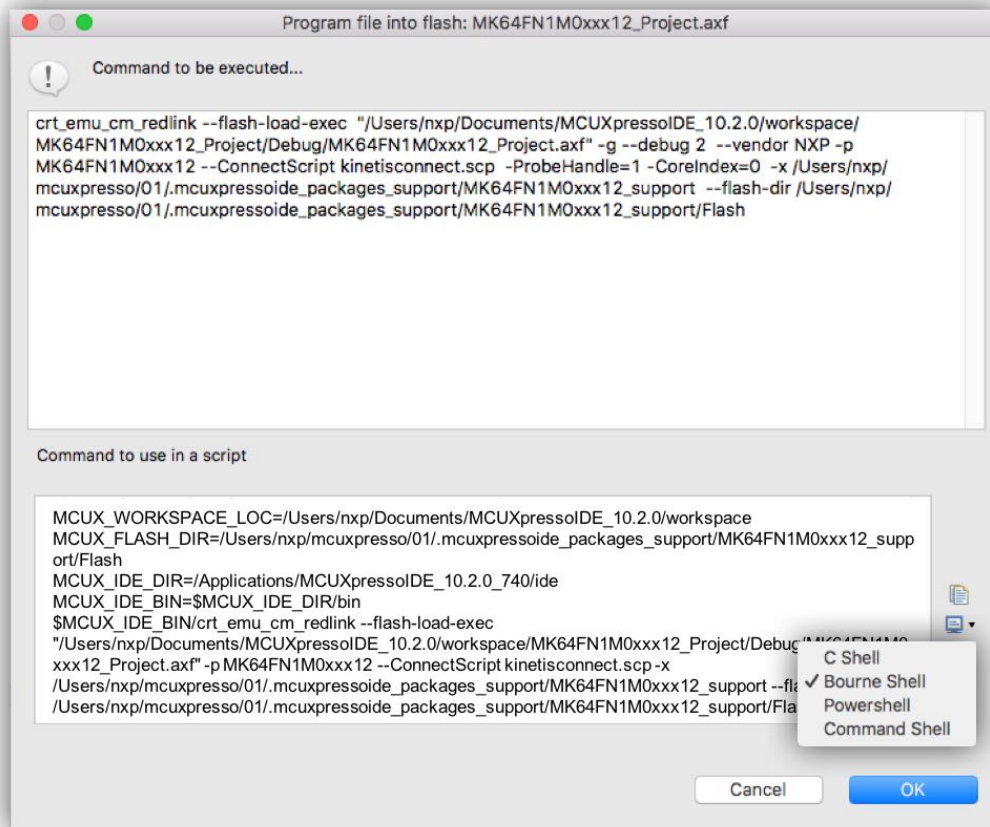 Program file into flash: MK64FN1M0xxx12_Project.axf
Command to be executed...
crt_emu_cm_redlink --flash-load-exec "/Users/nxp/Documents/MCUXpressoIDE_10.2.0/workspace/
MK64FN1M0xxx12_Project/Debug/MK64FN1M0xxx12_Project.axf" -g --debug 2 --vendor NXP -p
MK64FN1M0xxx12 --ConnectScript kinetisconnect.scp -ProbeHandle=1 -CoreIndex=0 -x /Users/nxp/
mcuxpresso/01/.mcuxpressoide_packages_support/MK64FN1M0xxx12_support --flash-dir /Users/nxp/
mcuxpresso/01/.mcuxpressoide_packages_support/MK64FN1M0xxx12_support/Flash
Command to use in a script
MCUX_WORKSPACE_LOC=/Users/nxp/Documents/MCUXpressoIDE_10.2.0/workspace
MCUX_FLASH_DIR=/Users/nxp/mcuxpresso/01/.mcuxpressoide_packages_support/MK64FN1M0xxx12_supp
ort/Flash
MCUX_IDE_DIR=/Applications/MCUXpressoIDE_10.2.0_740/ide
MCUX_IDE_BIN=$MCUX_IDE_DIR/bin
$MCUX_IDE_BIN/crt_emu_cm_redlink --flash-load-exec
"/Users/nxp/Documents/MCUXpressoIDE_10.2.0/workspace/MK64FN1M0xxx12_Project/Debug/MK64FN1M0
xxx12_Project.axf" -p MK64FN1M0xxx12 --ConnectScript kinetisconnect.scp -x
/Users/nxp/mcuxpresso/01/.mcuxpressoide_packages_support/MK64FN1M0xxx12_support
/Users/nxp/mcuxpresso/01/.mcuxpressoide_packages_support/MK64FN1M0xxx12_support/Fla
C Shell
Bourne Shell
Powershell
Command Shell
Cancel
OK